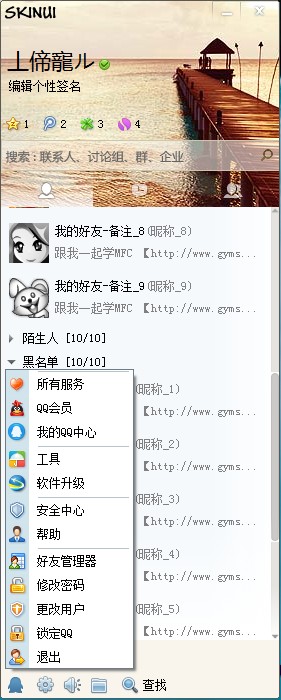 SKINUI
上偙寵ル
编辑个性签名
1 2 3 4
搜索：联系人、讨论组、群、企业
我的好友-备注_8(昵称_8)
跟我一起学MFC 【http://www.gyms...
我的好友-备注_9(昵称_9)
跟我一起学MFC 【http://www.gyms...
陌生人 [10/10]
黑名单 [10/10]
(昵称_1)
【http://www.gyms...
(昵称_2)
【http://www.gyms...
(昵称_3)
【http://www.gyms...
(昵称_4)
【http://www.gyms...
(昵称_5)
【http://www.gyms...
所有服务
QQ会员
我的QQ中心
工具
软件升级
安全中心
帮助
好友管理器
修改密码
更改用户
锁定QQ
退出
查找